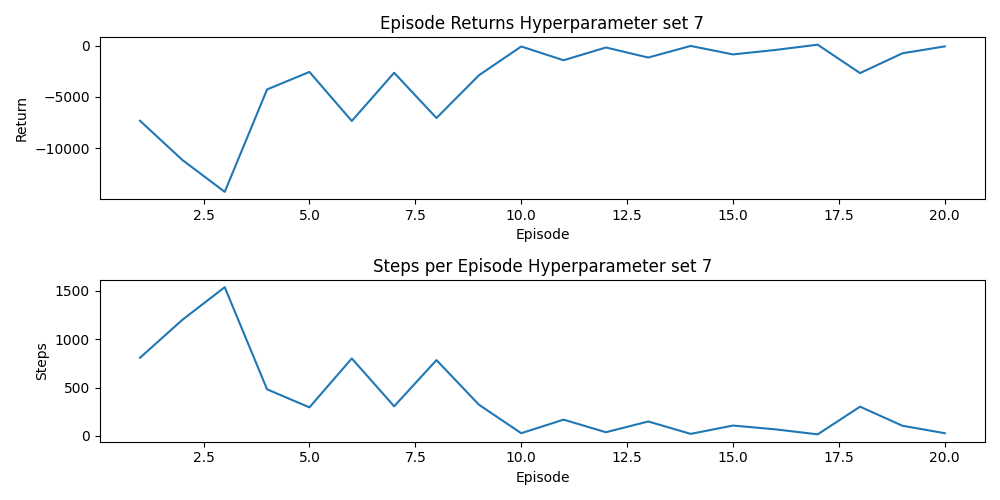 Episode Returns Hyperparameter set 7
0
−5000
−10000
Return
2.5 5.0 7.5 10.0 12.5 15.0 17.5 20.0
Episode
Steps per Episode Hyperparameter set 7
1500
1000
500
0
Steps
2.5 5.0 7.5 10.0 12.5 15.0 17.5 20.0
Episode